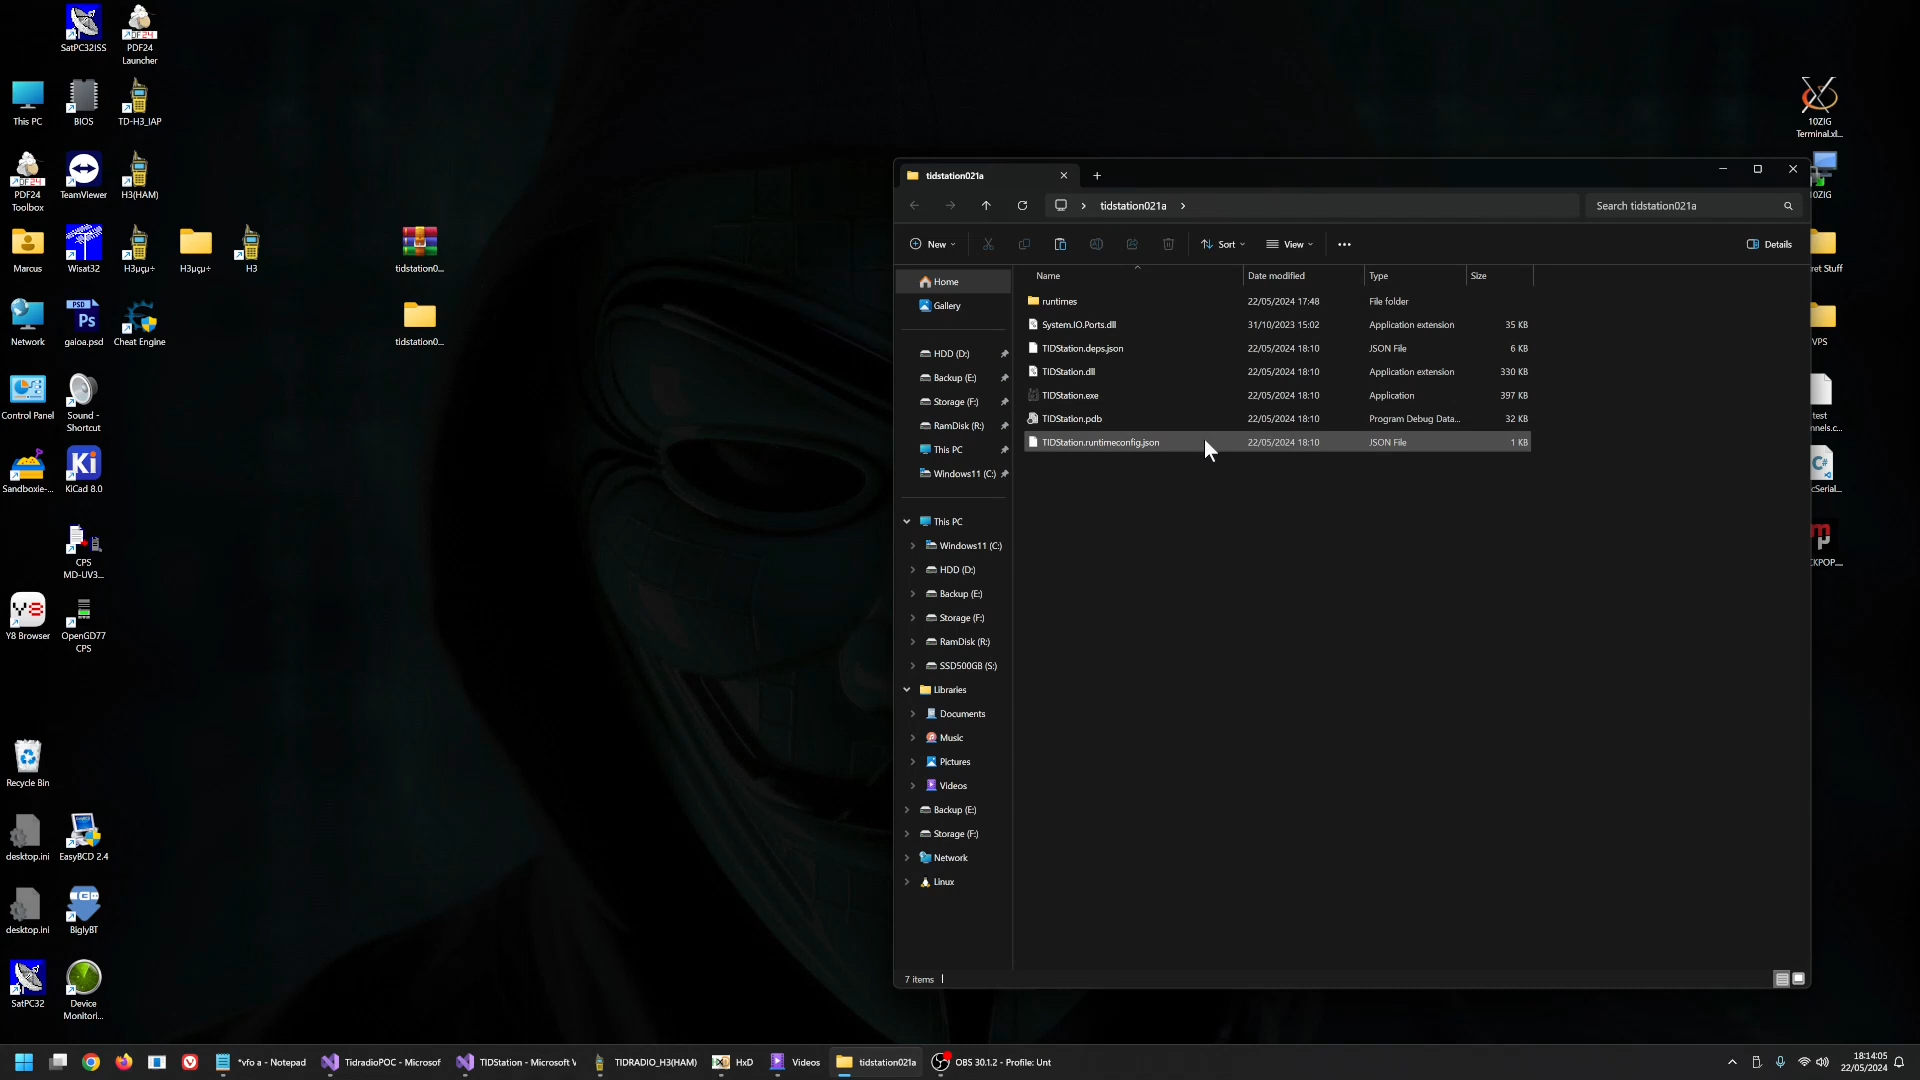 SatPC32ISS
PDF24
Launcher
This PC
BIOS
TD-H3_IAP
PDF24
Toolbox
TeamViewer
H3(HAM)
Marcus
Wisat32
H3μçμ÷
H3μçμ÷
H3
tidstation0...
Network
gaioa.psd
Cheat Engine
tidstation0...
Control Panel
Sound -
Shortcut
Sandboxie-...
KiCad 8.0
CPS
MD-UV3...
Y8 Browser
OpenGD77
CPS
Recycle Bin
desktop.ini
EasyBCD 2.4
desktop.ini
BiglyBT
SatPC32
Device
Monitori...
10ZIG
Terminal.xl...
10ZIG
ret Stuff
VPS
test
nnels.c...
cSerial...
CKPOP....
tidstation021a
tidstation021a
Search tidstation021a
New
Sort
View
Details
Home
Gallery
HDD (D:)
Backup (E:)
Storage (F:)
RamDisk (R:)
This PC
Windows11 (C:)
This PC
Windows11 (C:)
HDD (D:)
Backup (E:)
Storage (F:)
RamDisk (R:)
SSD500GB (S:)
Libraries
Documents
Music
Pictures
Videos
Backup (E:)
Storage (F:)
Network
Linux
Name Date modified Type Size
runtimes 22/05/2024 17:48 File folder
System.IO.Ports.dll 31/10/2023 15:02 Application extension 35 KB
TIDStation.deps.json 22/05/2024 18:10 JSON File 6 KB
TIDStation.dll 22/05/2024 18:10 Application extension 330 KB
TIDStation.exe 22/05/2024 18:10 Application 397 KB
TIDStation.pdb 22/05/2024 18:10 Program Debug Data... 32 KB
TIDStation.runtimeconfig.json 22/05/2024 18:10 JSON File 1 KB
7 items
*vfo a - Notepad
TidradioPOC - Microsof
TIDStation - Microsoft V
TIDRADIO_H3(HAM)
HxD
Videos
tidstation021a
OBS 30.1.2 - Profile: Unt
18:14:05
22/05/2024